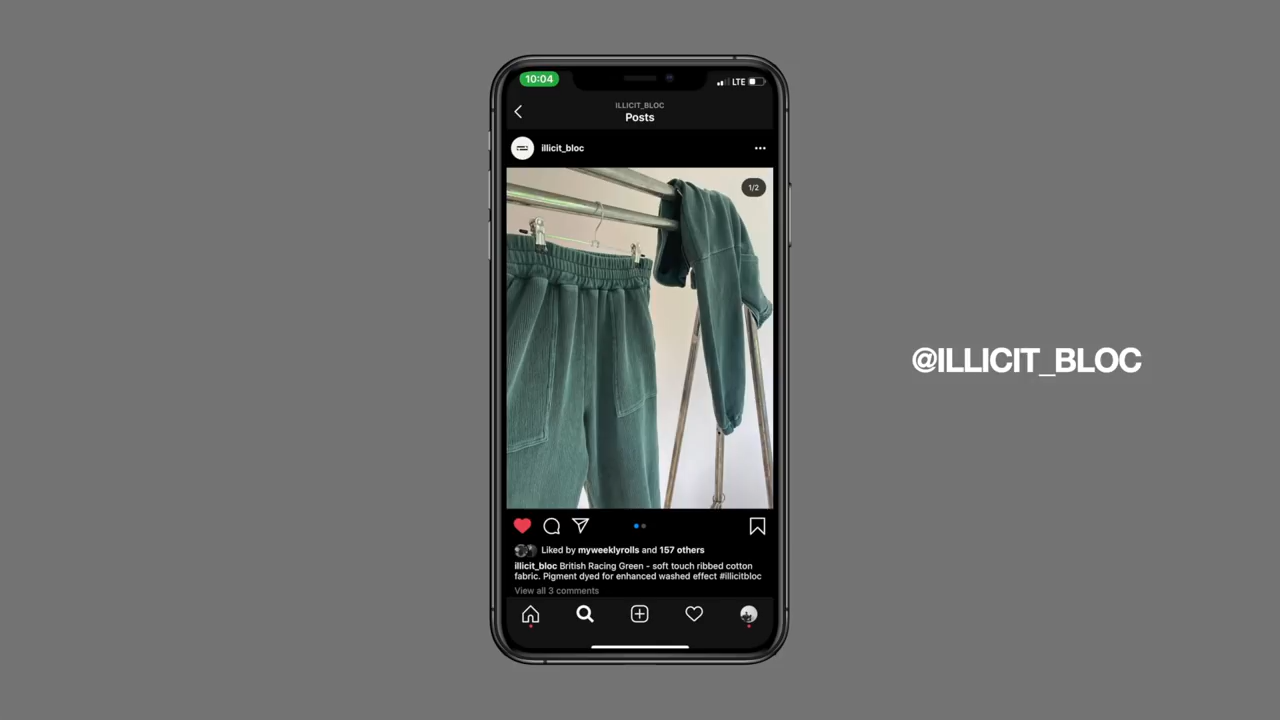 10:04
LTE
ILLICIT_BLOC
Posts
illicit_bloc
1/2
@ILLICIT_BLOC
Liked by myweeklyrolls and 157 others
illicit_bloc British Racing Green - soft touch ribbed cotton
fabric. Pigment dyed for enhanced washed effect #illicitbloc
View all 3 comments